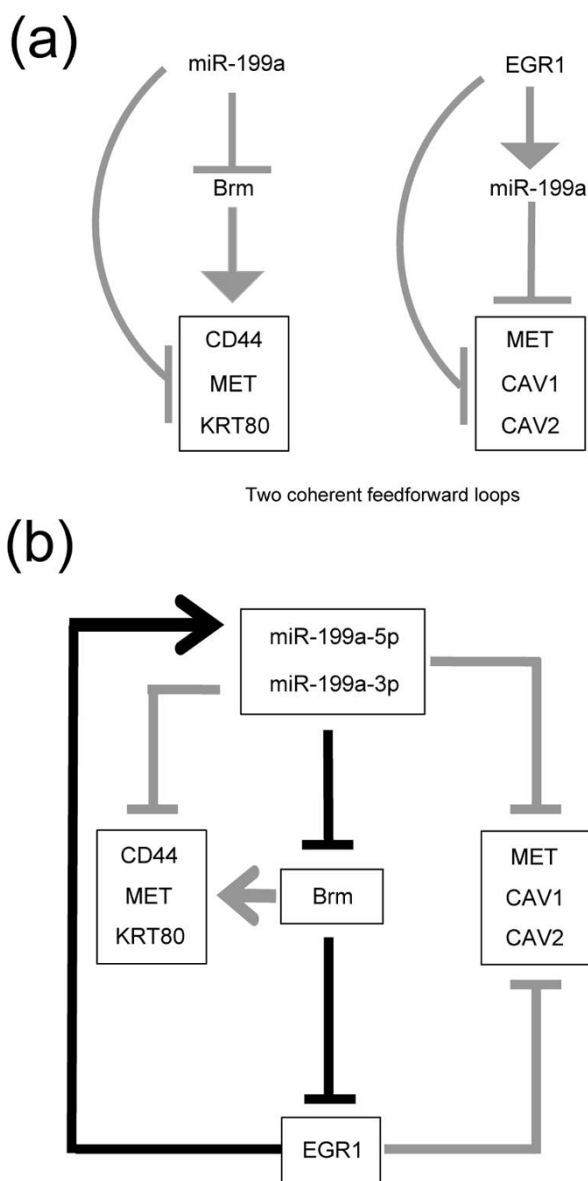 (a)
miR-199a
Brm
CD44
MET
KRT80
EGR1
miR-199a
MET
CAV1
CAV2
Two coherent feedforward loops
(b)
miR-199a-5p
miR-199a-3p
CD44
MET
KRT80
Brm
MET
CAV1
CAV2
EGR1